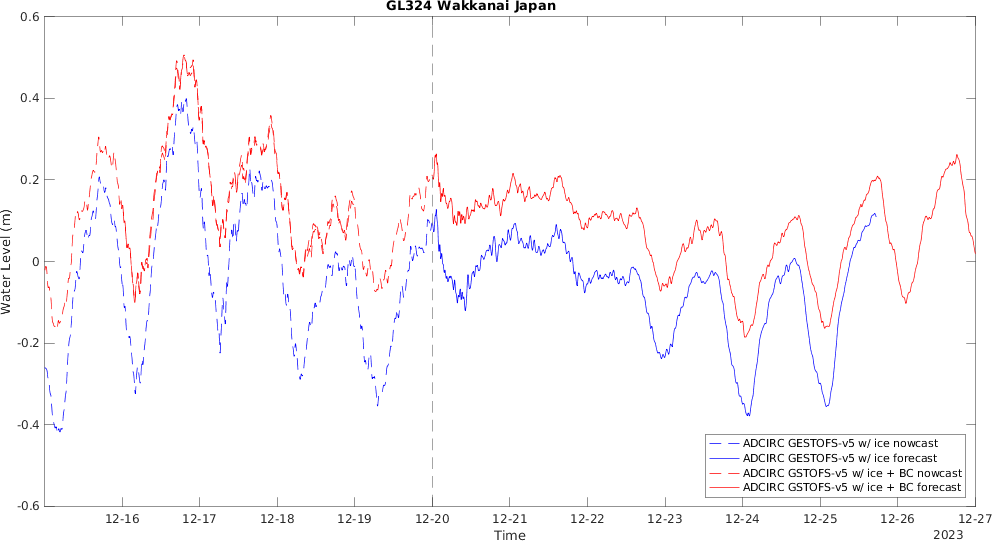 GL324 Wakkanai Japan
0.6
0.4
0.2
0
-0.2
-0.4
-0.6
Water Level (m)
12-16
12-17
12-18
12-19
12-20
12-21
12-22
12-23
12-24
12-25
12-26
12-27
Time
2023
ADCIRC GESTOFS-v5 w/ ice nowcast
ADCIRC GESTOFS-v5 w/ ice forecast
ADCIRC GSTOFS-v5 w/ ice + BC nowcast
ADCIRC GSTOFS-v5 w/ ice + BC forecast